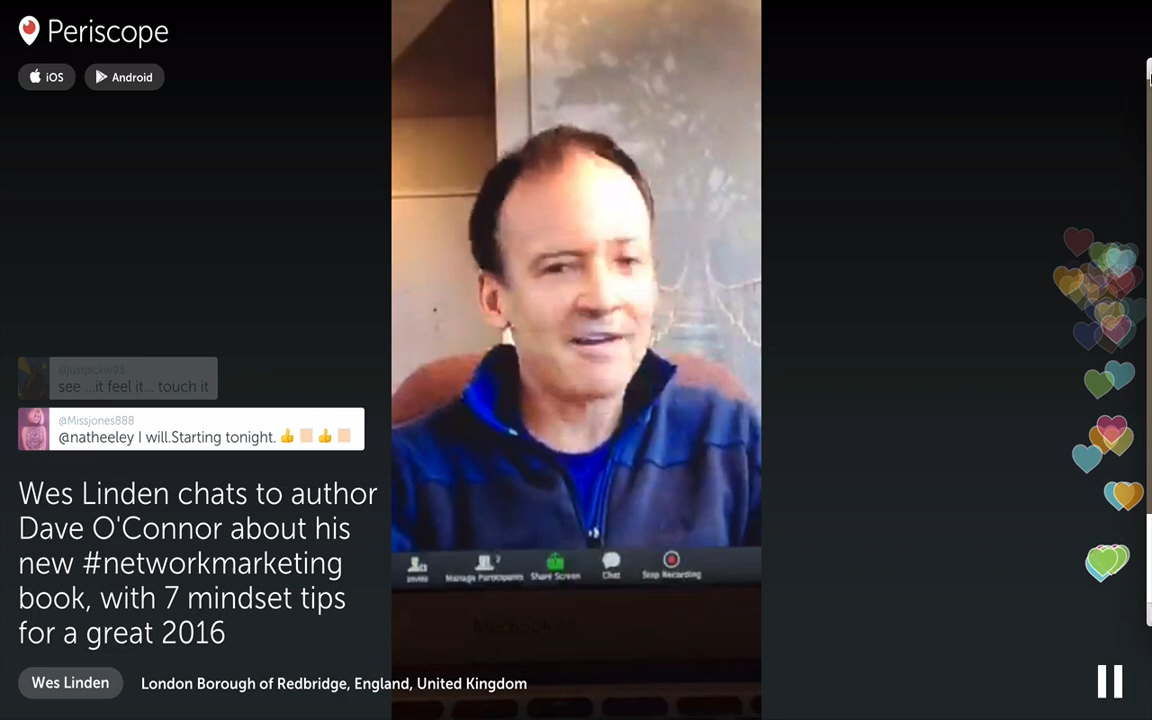 Periscope
iOS
Android
@justjackie93
see ...it feel it... touch it
@Missjones888
@natheeley I will.Starting tonight.
Wes Linden chats to author
Dave O'Connor about his
new #networkmarketing
book, with 7 mindset tips
for a great 2016
Wes Linden
London Borough of Redbridge, England, United Kingdom
Invite
Manage Participants
2
Share Screen
Chat
Stop Recording